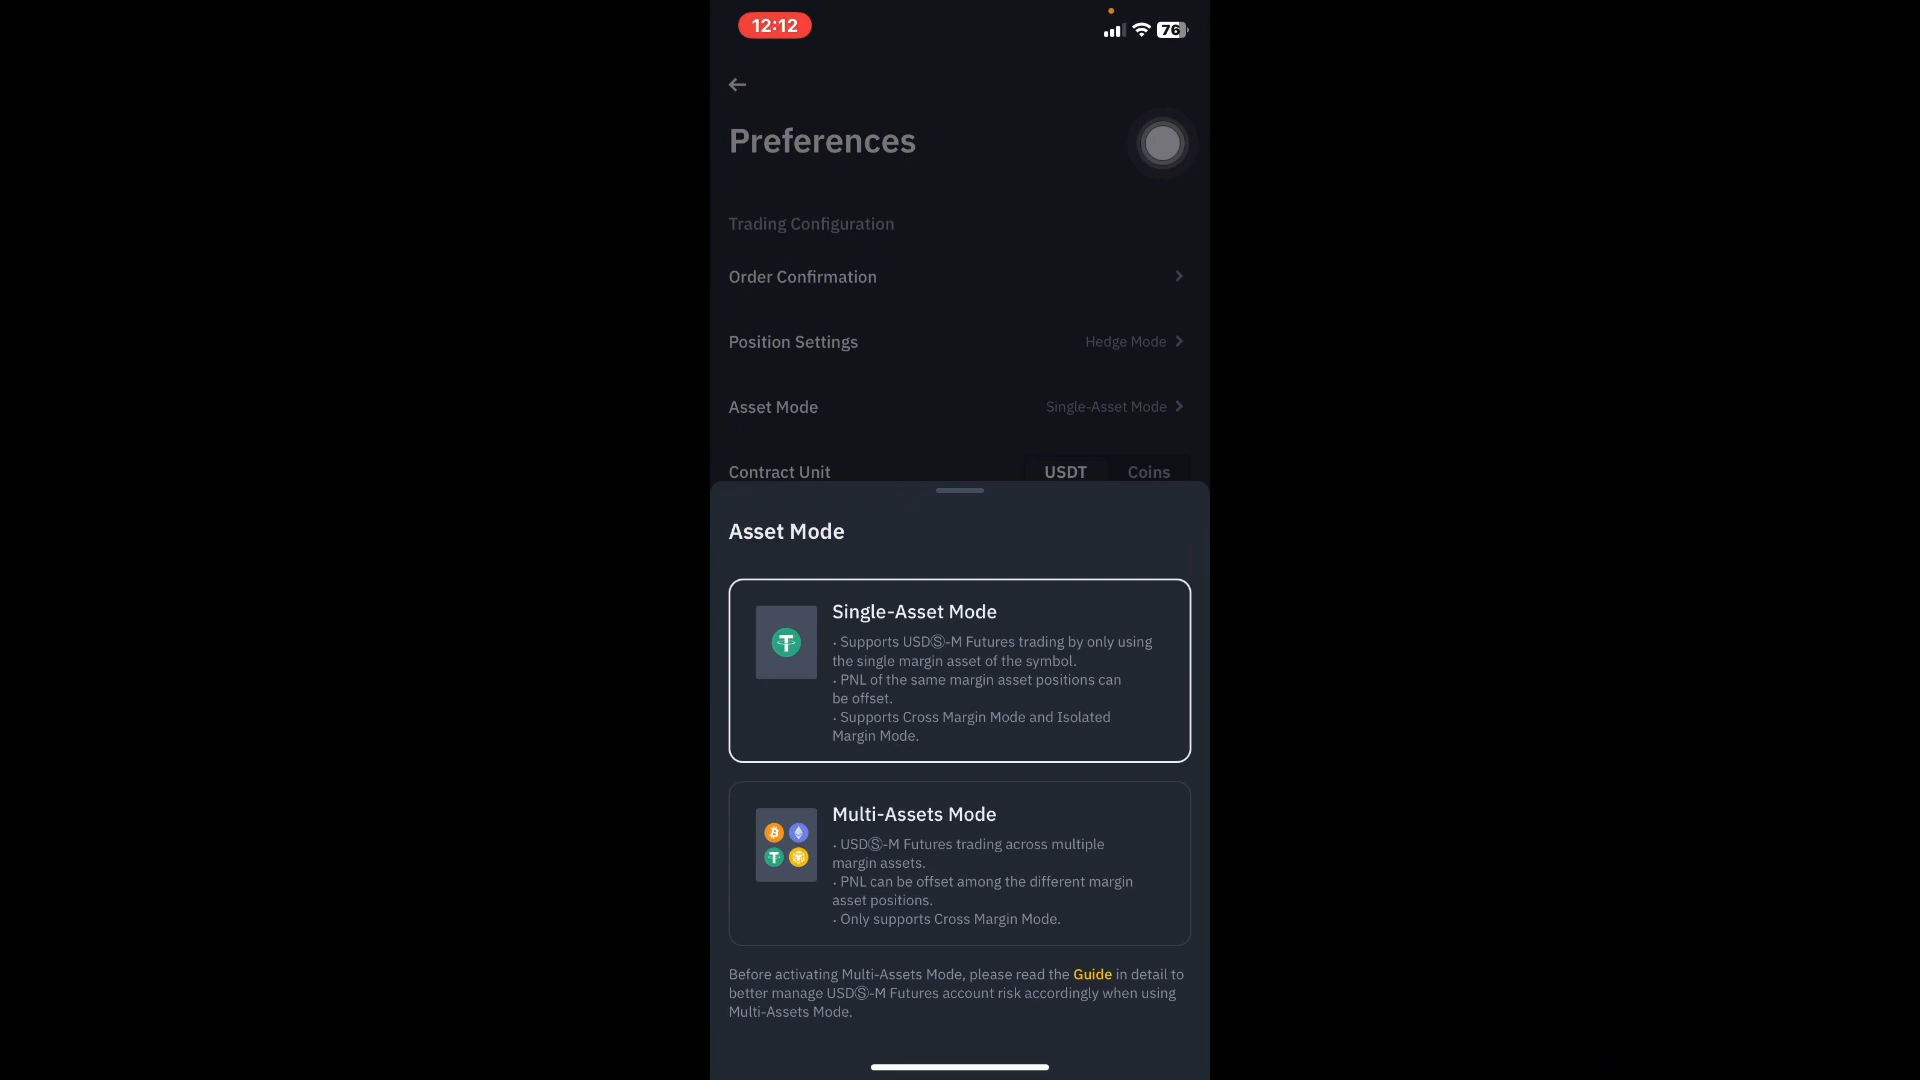 12:12
76
Preferences
Trading Configuration
Order Confirmation
Position Settings
Hedge Mode
Asset Mode
Single-Asset Mode
Contract Unit
USDT
Coins
Asset Mode
Single-Asset Mode
· Supports USDⓈ-M Futures trading by only using
the single margin asset of the symbol.
· PNL of the same margin asset positions can
be offset.
· Supports Cross Margin Mode and Isolated
Margin Mode.
Multi-Assets Mode
· USDⓈ-M Futures trading across multiple
margin assets.
· PNL can be offset among the different margin
asset positions.
· Only supports Cross Margin Mode.
Before activating Multi-Assets Mode, please read the Guide in detail to
better manage USDⓈ-M Futures account risk accordingly when using
Multi-Assets Mode.